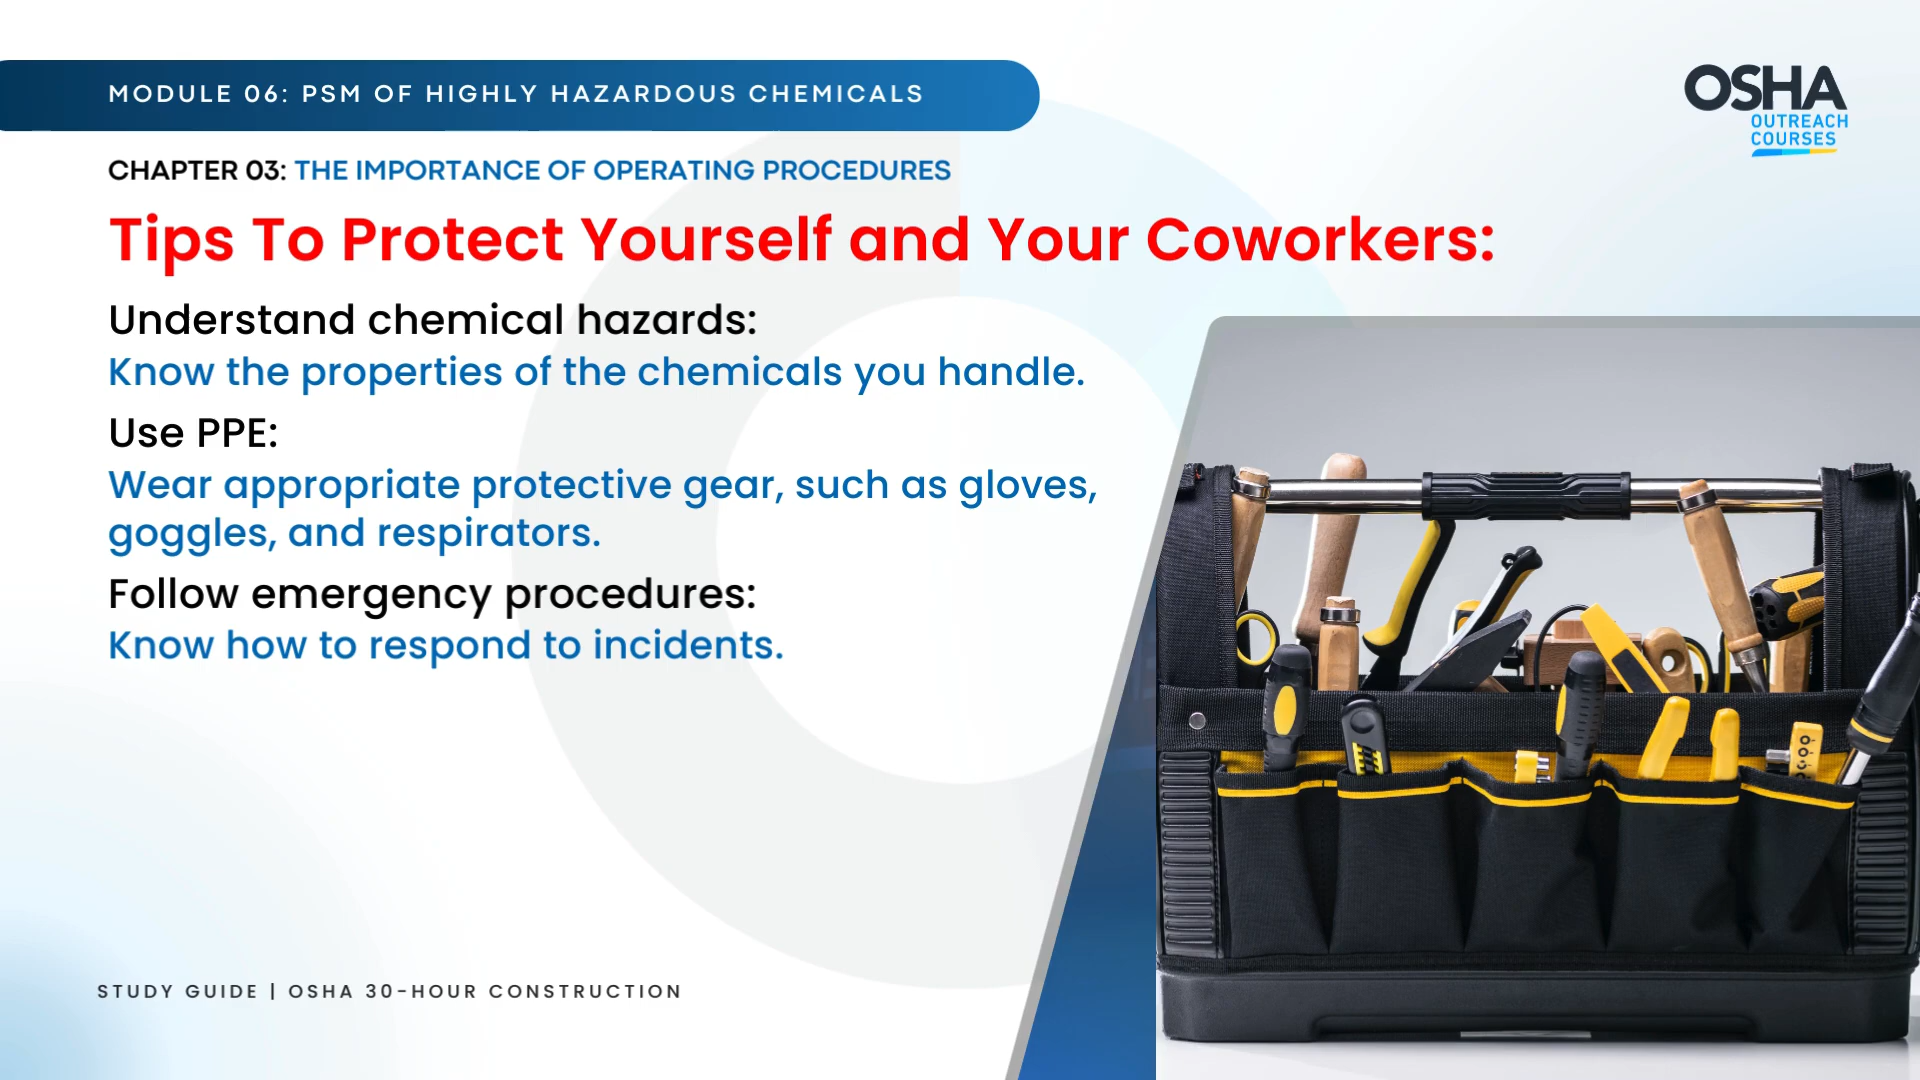 MODULE 06: PSM OF HIGHLY HAZARDOUS CHEMICALS
OSHA
OUTREACH
COURSES
CHAPTER 03: THE IMPORTANCE OF OPERATING PROCEDURES
Tips To Protect Yourself and Your Coworkers:
Understand chemical hazards:
Know the properties of the chemicals you handle.
Use PPE:
Wear appropriate protective gear, such as gloves,
goggles, and respirators.
Follow emergency procedures:
Know how to respond to incidents.
STUDY GUIDE | OSHA 30-HOUR CONSTRUCTION